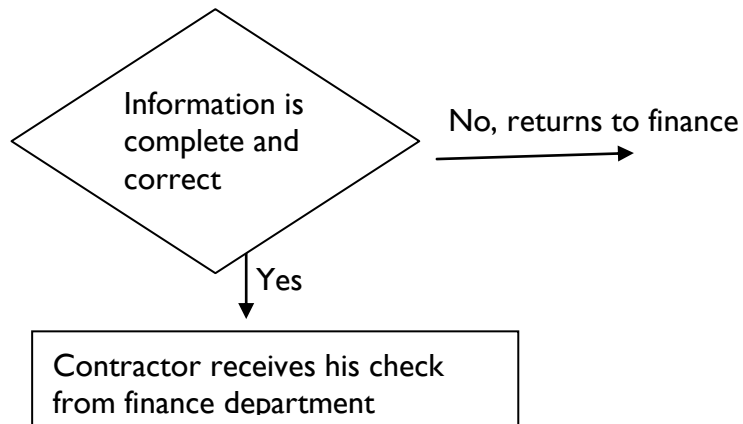 Information is
complete and
correct
No, returns to finance
Yes
Contractor receives his check
from finance department